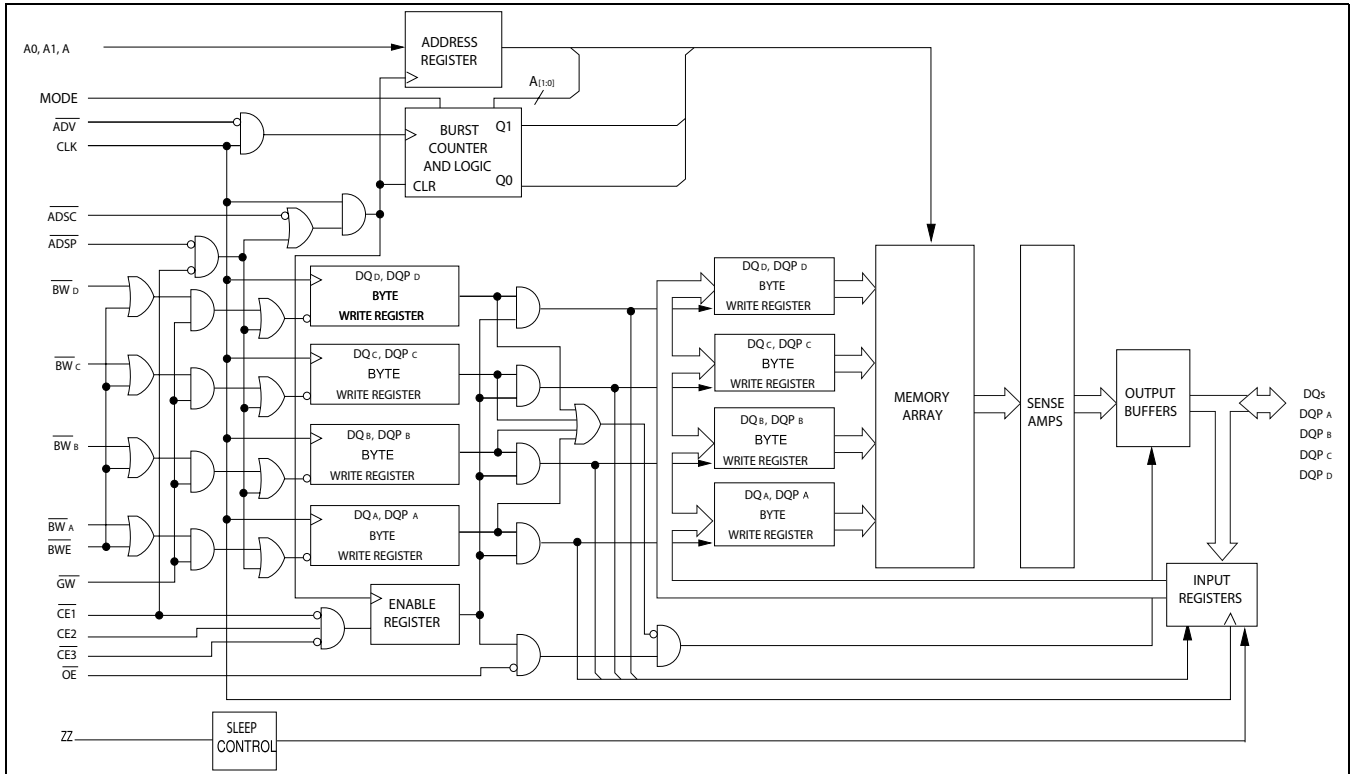 A0, A1, A
ADDRESS
REGISTER
A[1:0]
MODE
ADV
CLK
BURST
COUNTER
AND LOGIC
CLR
Q1
Q0
ADSC
ADSP
BW D
DQ D, DQP D
BYTE
WRITE REGISTER
DQ D, DQP D
BYTE
WRITE REGISTER
BW C
DQ C, DQP C
BYTE
WRITE REGISTER
DQ C, DQP C
BYTE
WRITE REGISTER
BW B
DQ B, DQP B
BYTE
WRITE REGISTER
DQ B, DQP B
BYTE
WRITE REGISTER
BW A
BWE
DQ A, DQP A
BYTE
WRITE REGISTER
DQ A, DQP A
BYTE
WRITE REGISTER
MEMORY
ARRAY
SENSE
AMPS
OUTPUT
BUFFERS
DQs
DQP A
DQP B
DQP C
DQP D
GW
CE1
CE2
CE3
OE
ENABLE
REGISTER
INPUT
REGISTERS
ZZ
SLEEP
CONTROL